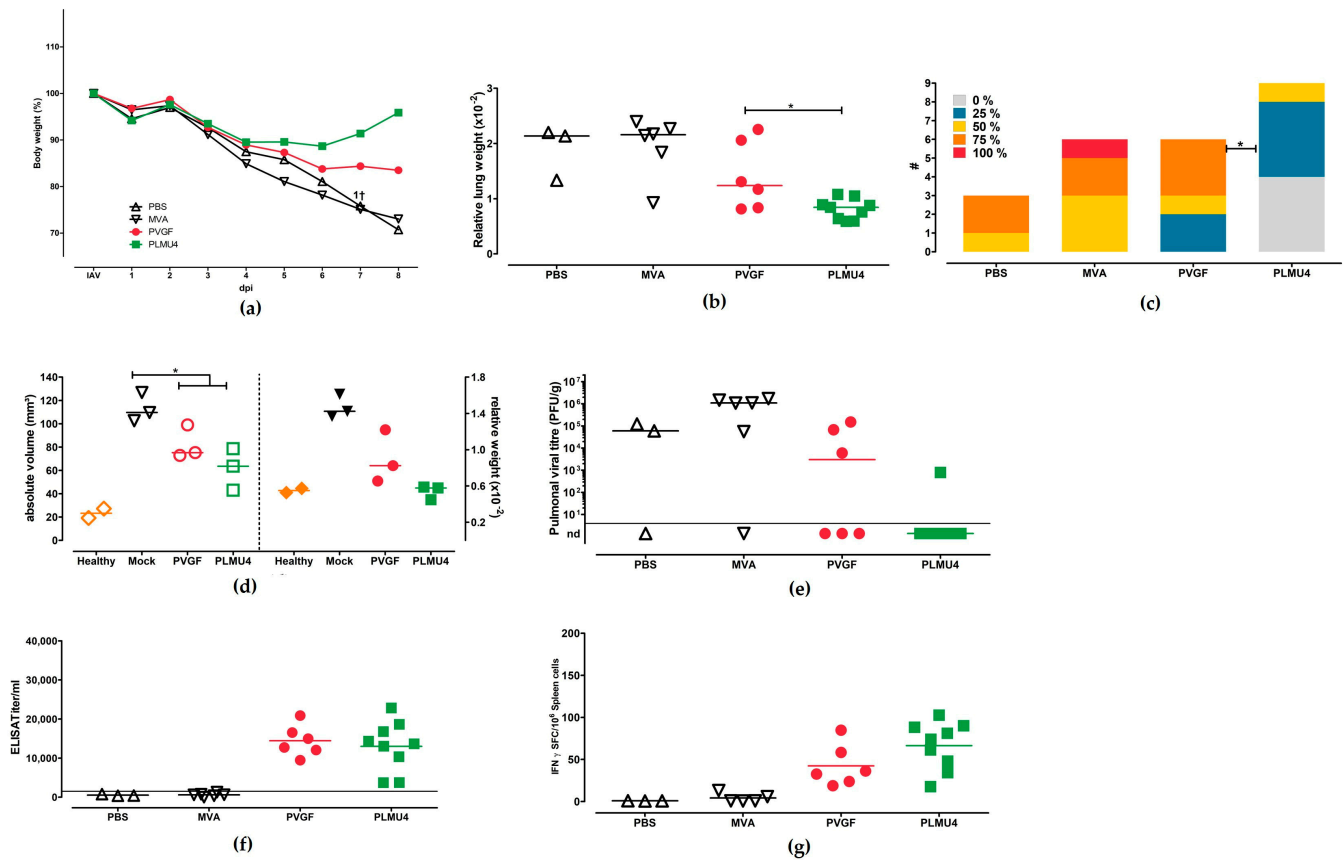 110
100
90
80
70
Body weight (%)
1†
PBS
MVA
PVGF
PLMU4
IAV 1 2 3 4 5 6 7 8
dpi
(a)
3
2
1
0
Relative lung weight (x10⁻²)
*
PBS MVA PVGF PLMU4
(b)
9
8
7
6
5
4
3
2
1
0
#
0 %
25 %
50 %
75 %
100 %
*
PBS MVA PVGF PLMU4
(c)
140
120
100
80
60
40
20
0
absolute volume (mm³)
*
1.8
1.4
1.0
0.6
0.2
relative weight (x10⁻²)
Healthy Mock PVGF PLMU4 Healthy Mock PVGF PLMU4
(d)
10⁷
10⁶
10⁵
10⁴
10³
10²
10¹
nd
Pulmonal viral titre (PFU/g)
PBS MVA PVGF PLMU4
(e)
40,000
30,000
20,000
10,000
0
ELISATiter/ml
PBS MVA PVGF PLMU4
(f)
200
150
100
50
0
IFN γ SFC/10⁶ Spleen cells
PBS MVA PVGF PLMU4
(g)